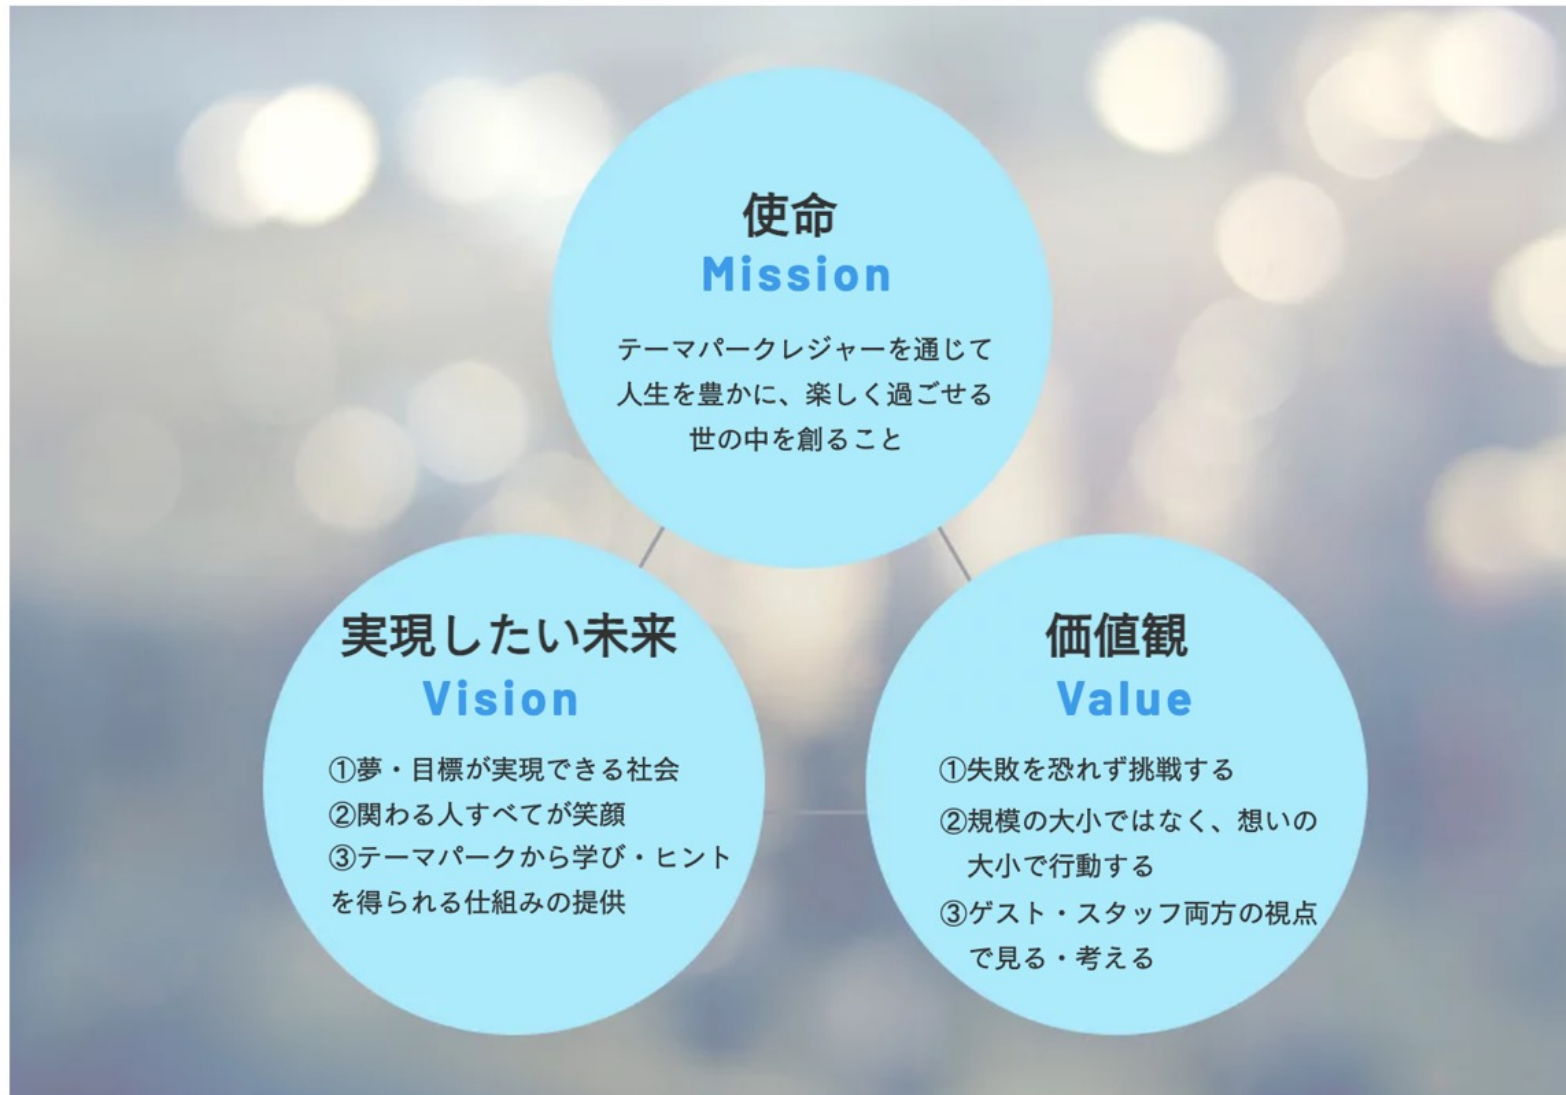 使命
Mission
テーマパークレジャーを通じて
人生を豊かに、楽しく過ごせる
世の中を創ること
実現したい未来
Vision
①夢・目標が実現できる社会
②関わる人すべてが笑顔
③テーマパークから学び・ヒント
を得られる仕組みの提供
価値観
Value
①失敗を恐れず挑戦する
②規模の大小ではなく、想いの
大小で行動する
③ゲスト・スタッフ両方の視点
で見る・考える